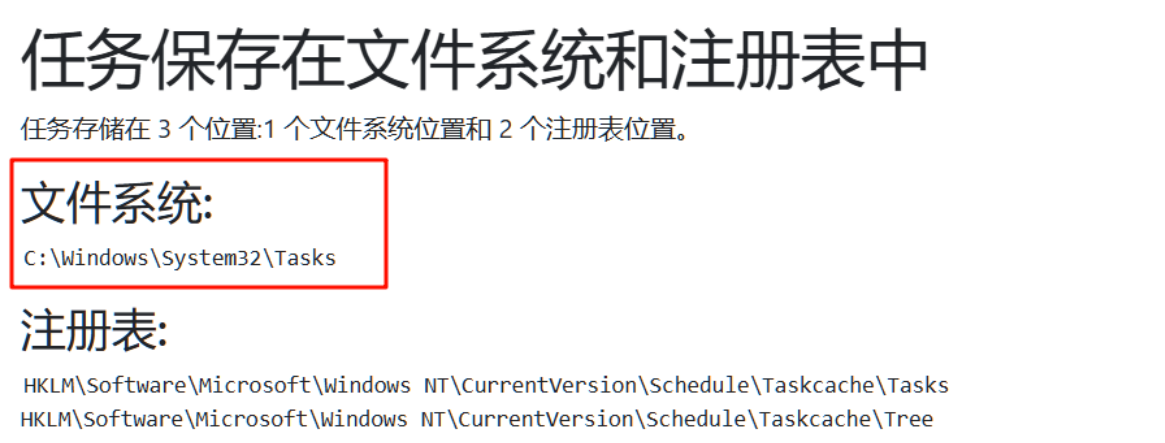 任务保存在文件系统和注册表中
任务存储在 3 个位置:1 个文件系统位置和 2 个注册表位置。
文件系统:
C:\Windows\System32\Tasks
注册表:
HKLM\Software\Microsoft\Windows NT\CurrentVersion\Schedule\Taskcache\Tasks
HKLM\Software\Microsoft\Windows NT\CurrentVersion\Schedule\Taskcache\Tree